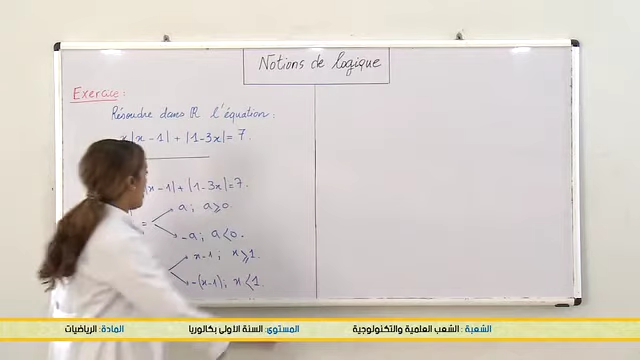 Notions de logique
Exercice :
Résoudre dans ℝ l'équation :
x|x-1| + |1-3x| = 7.
|x-1| + |1-3x| = 7.
= a ; a ≥ 0.
-a ; a < 0.
x-1 ; x ≥ 1.
-(x-1) ; x < 1.
الشعبة: الشعب العلمية والتكنولوجية المستوى: السنة الأولى بكالوريا المادة: الرياضيات